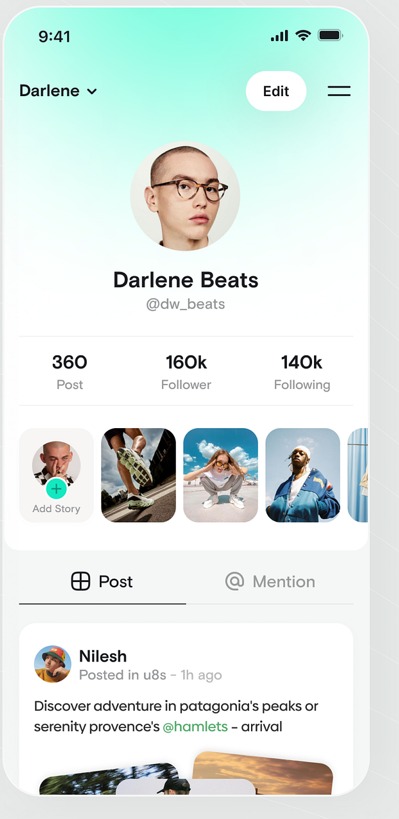 9:41
Darlene
Edit
Darlene Beats
@dw_beats
360
160k
140k
Post
Follower
Following
Add Story
Post
Mention
Nilesh
Posted in u8s - 1h ago
Discover adventure in patagonia's peaks or
serenity provence's @hamlets - arrival